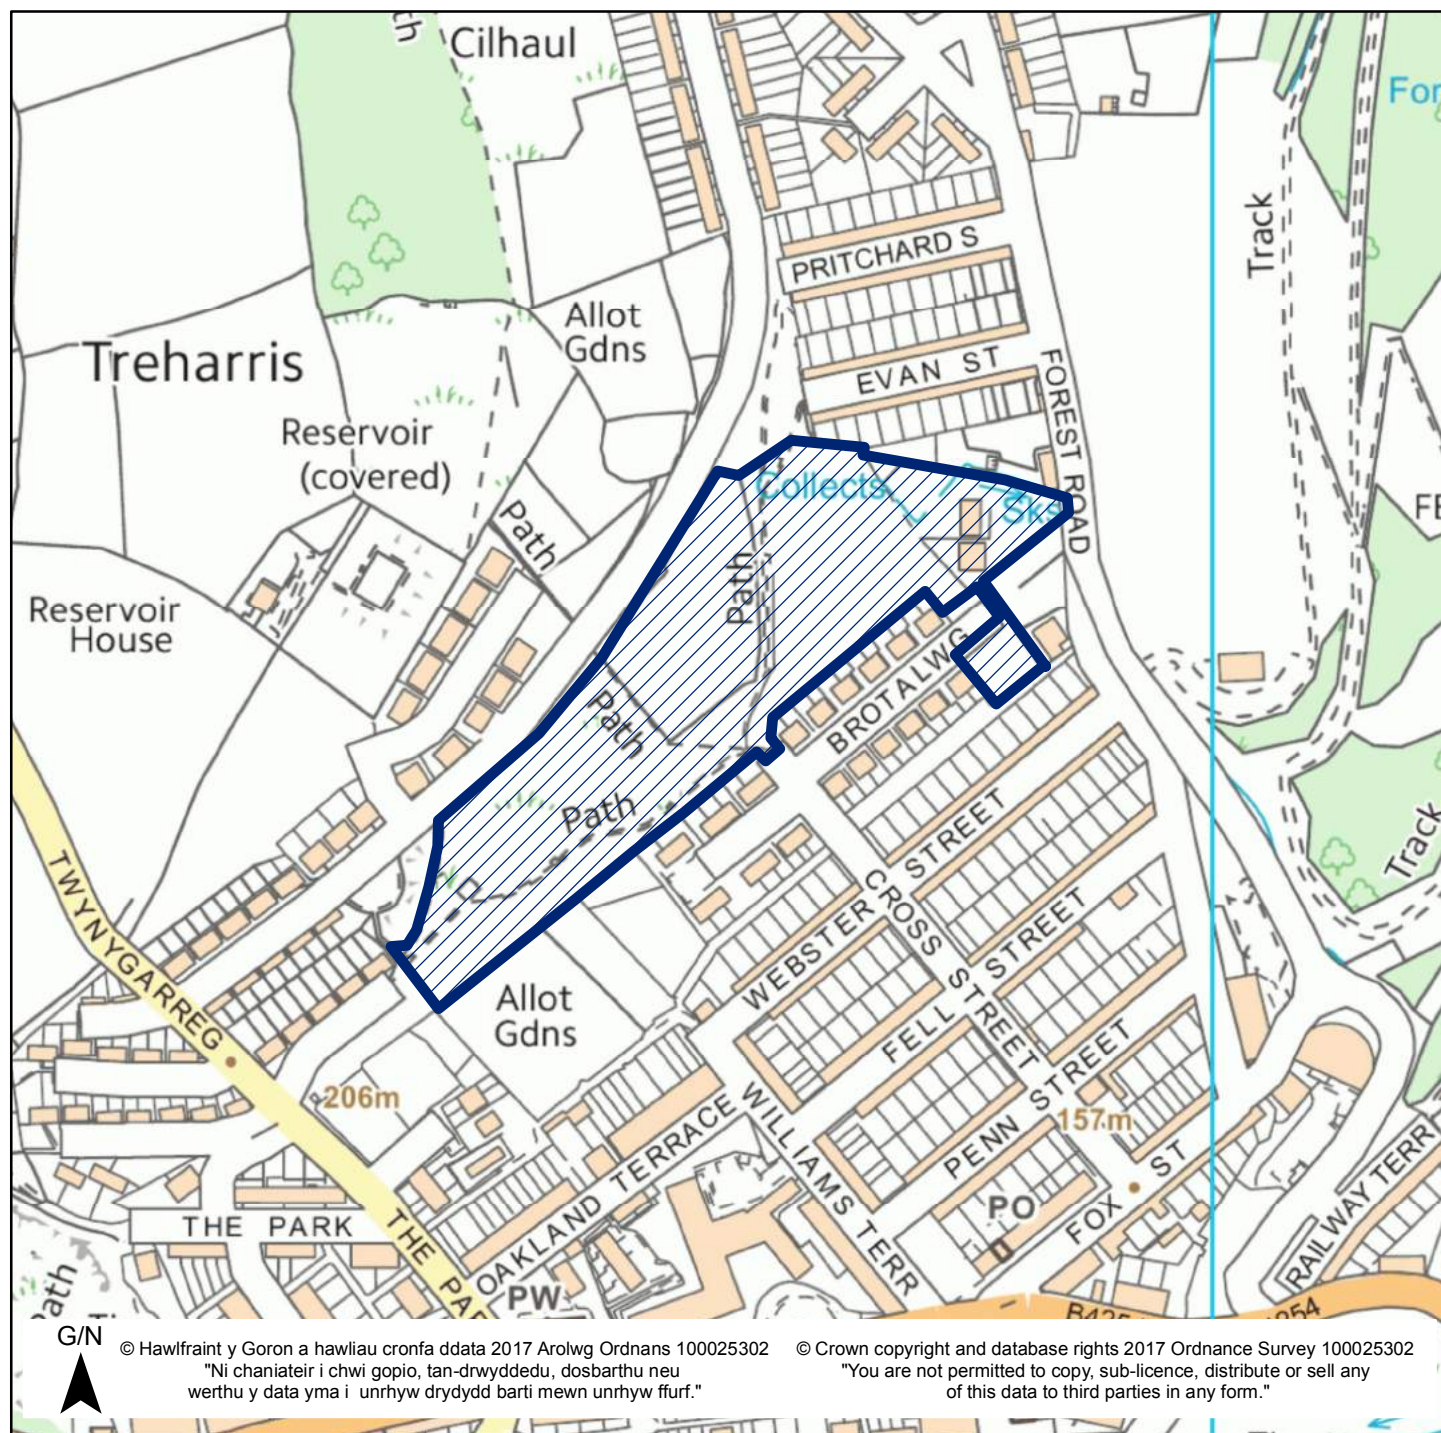 Cilhaul
For
Track
PRITCHARD S
Allot
Gdns
Treharris
EVAN ST
FOREST ROAD
Reservoir
(covered)
Collects
Sks
Path
Path
Reservoir
House
BROTALWG
Path
Path
Track
TWYNYGARREG
WEBSTER STREET
CROSS STREET
FELL STREET
Allot
Gdns
PENN STREET
206m
157m
WILLIAMS TERR
OAKLAND TERRACE
THE PARK
THE PAR
PO
FOX ST
RAILWAY TERR
PW
Path
G/N
© Hawlfraint y Goron a hawliau cronfa ddata 2017 Arolwg Ordnans 100025302
"Ni chaniateir i chwi gopio, tan-drwyddedu, dosbarthu neu
werthu y data yma i unrhyw drydydd barti mewn unrhyw ffurf."
© Crown copyright and database rights 2017 Ordnance Survey 100025302
"You are not permitted to copy, sub-licence, distribute or sell any
of this data to third parties in any form."